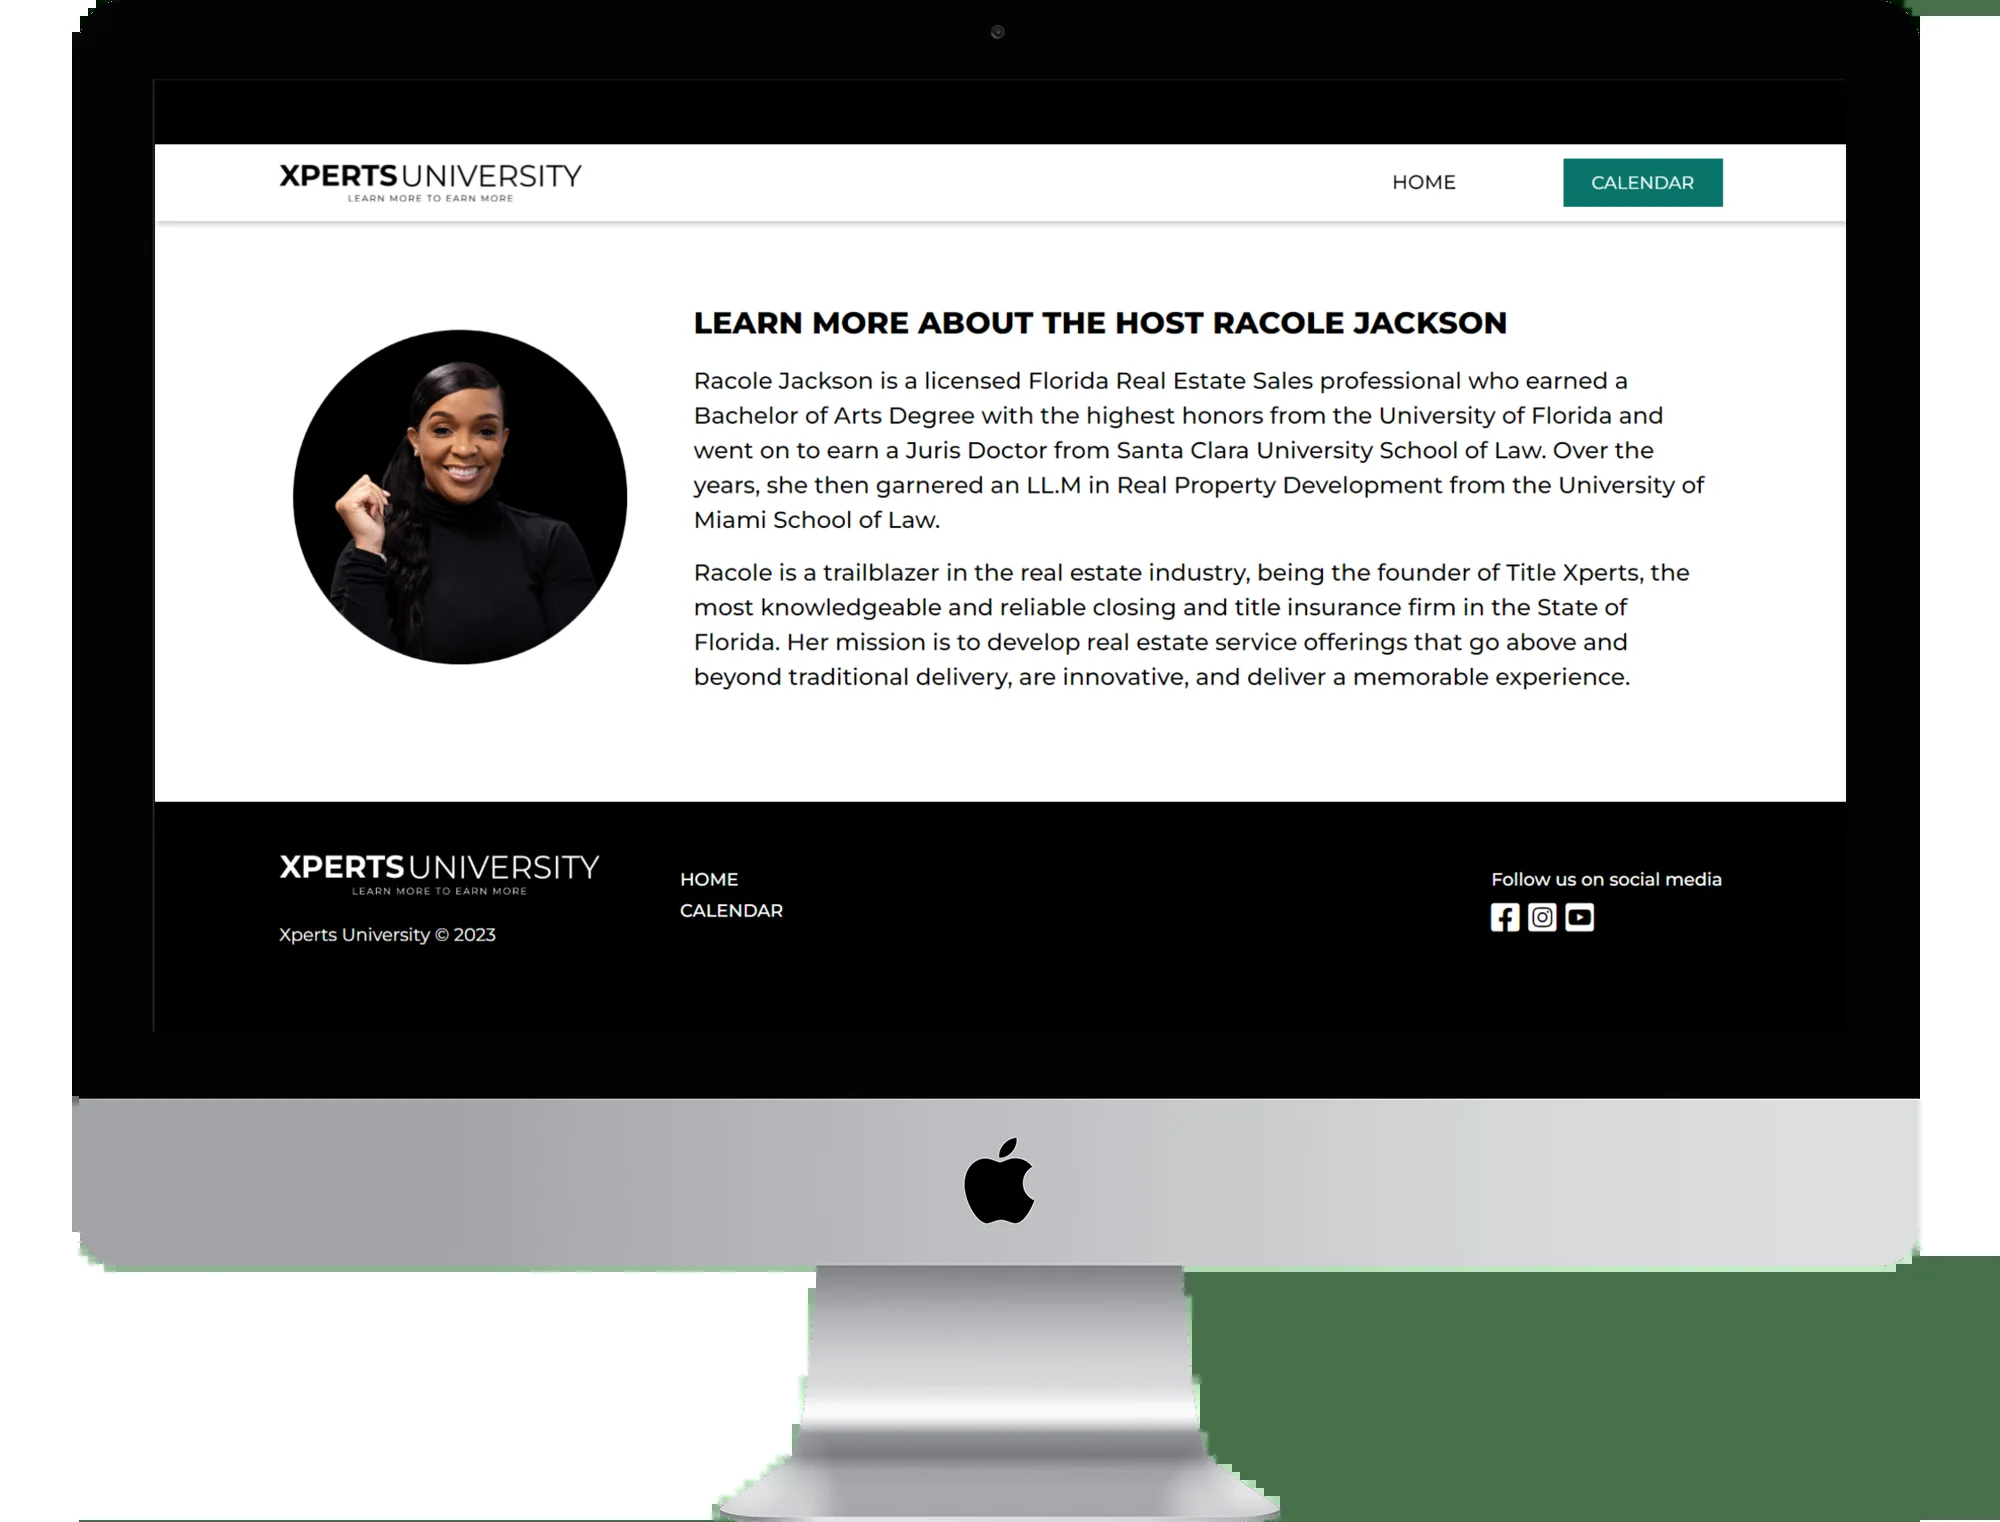 XPERTS UNIVERSITY
LEARN MORE TO EARN MORE
HOME
CALENDAR
LEARN MORE ABOUT THE HOST RACOLE JACKSON
Racole Jackson is a licensed Florida Real Estate Sales professional who earned a
Bachelor of Arts Degree with the highest honors from the University of Florida and
went on to earn a Juris Doctor from Santa Clara University School of Law. Over the
years, she then garnered an LL.M in Real Property Development from the University of
Miami School of Law.
Racole is a trailblazer in the real estate industry, being the founder of Title Xperts, the
most knowledgeable and reliable closing and title insurance firm in the State of
Florida. Her mission is to develop real estate service offerings that go above and
beyond traditional delivery, are innovative, and deliver a memorable experience.
XPERTS UNIVERSITY
LEARN MORE TO EARN MORE
Xperts University © 2023
HOME
CALENDAR
Follow us on social media